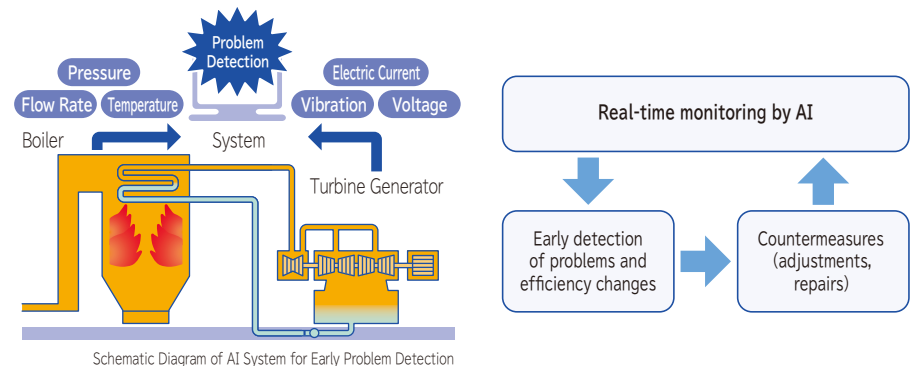 Problem
Detection
Pressure
Flow Rate
Temperature
Electric Current
Vibration
Voltage
Boiler
System
Turbine Generator
Schematic Diagram of AI System for Early Problem Detection
Real-time monitoring by AI
Early detection
of problems and
efficiency changes
Countermeasures
(adjustments,
repairs)